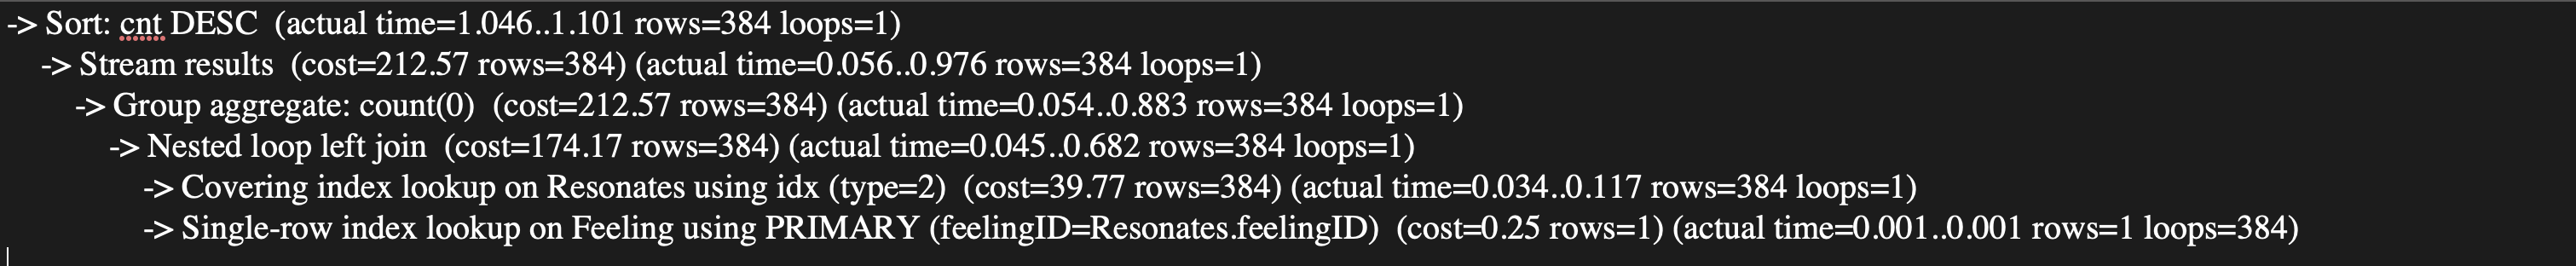 -> Sort: cnt DESC  (actual time=1.046..1.101 rows=384 loops=1)
-> Stream results  (cost=212.57 rows=384) (actual time=0.056..0.976 rows=384 loops=1)
-> Group aggregate: count(0)  (cost=212.57 rows=384) (actual time=0.054..0.883 rows=384 loops=1)
-> Nested loop left join  (cost=174.17 rows=384) (actual time=0.045..0.682 rows=384 loops=1)
-> Covering index lookup on Resonates using idx (type=2)  (cost=39.77 rows=384) (actual time=0.034..0.117 rows=384 loops=1)
-> Single-row index lookup on Feeling using PRIMARY (feelingID=Resonates.feelingID)  (cost=0.25 rows=1) (actual time=0.001..0.001 rows=1 loops=384)